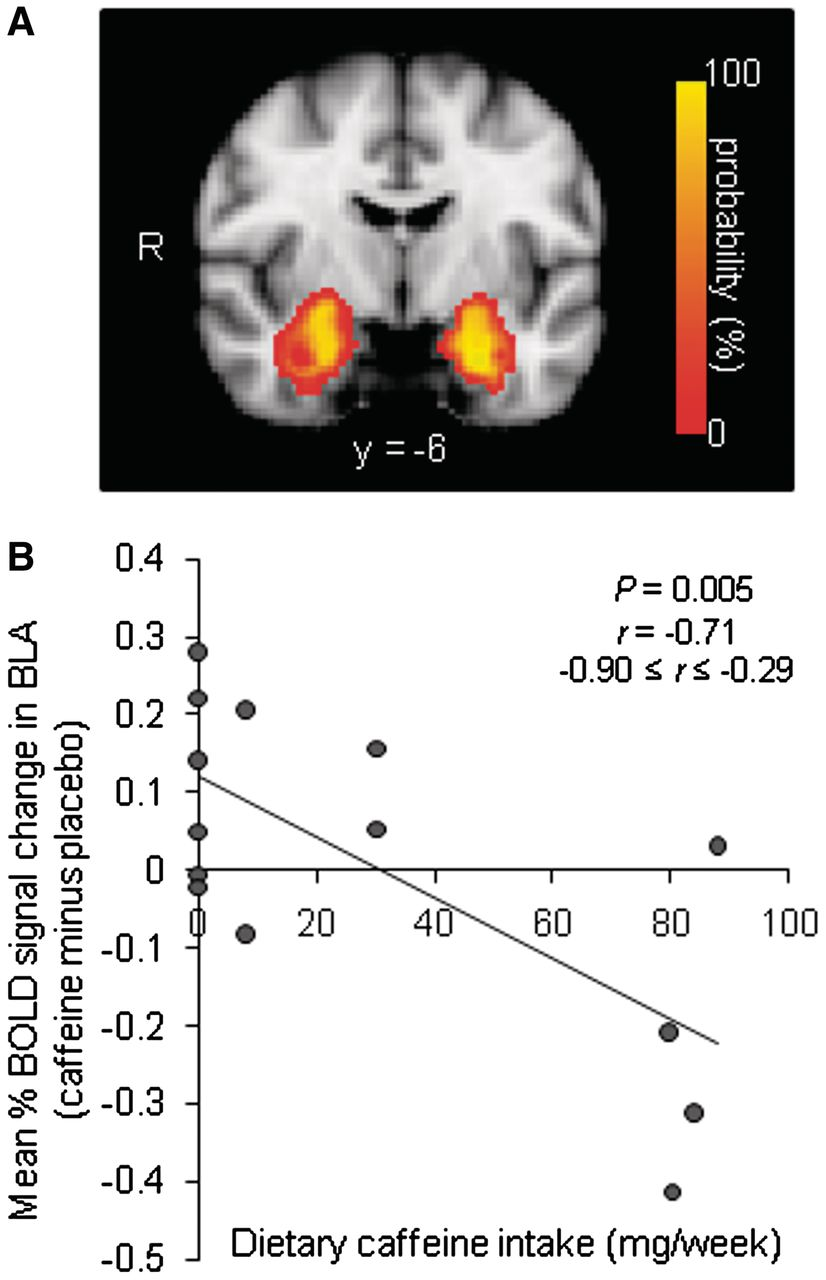 A
R
100
probability (%)
0
y = -6
B
Mean % BOLD signal change in BLA
(caffeine minus placebo)
0.4
0.3
0.2
0.1
0
-0.1
-0.2
-0.3
-0.4
-0.5
P = 0.005
r = -0.71
-0.90 ≤ r ≤ -0.29
0 20 40 60 80 100
Dietary caffeine intake (mg/week)